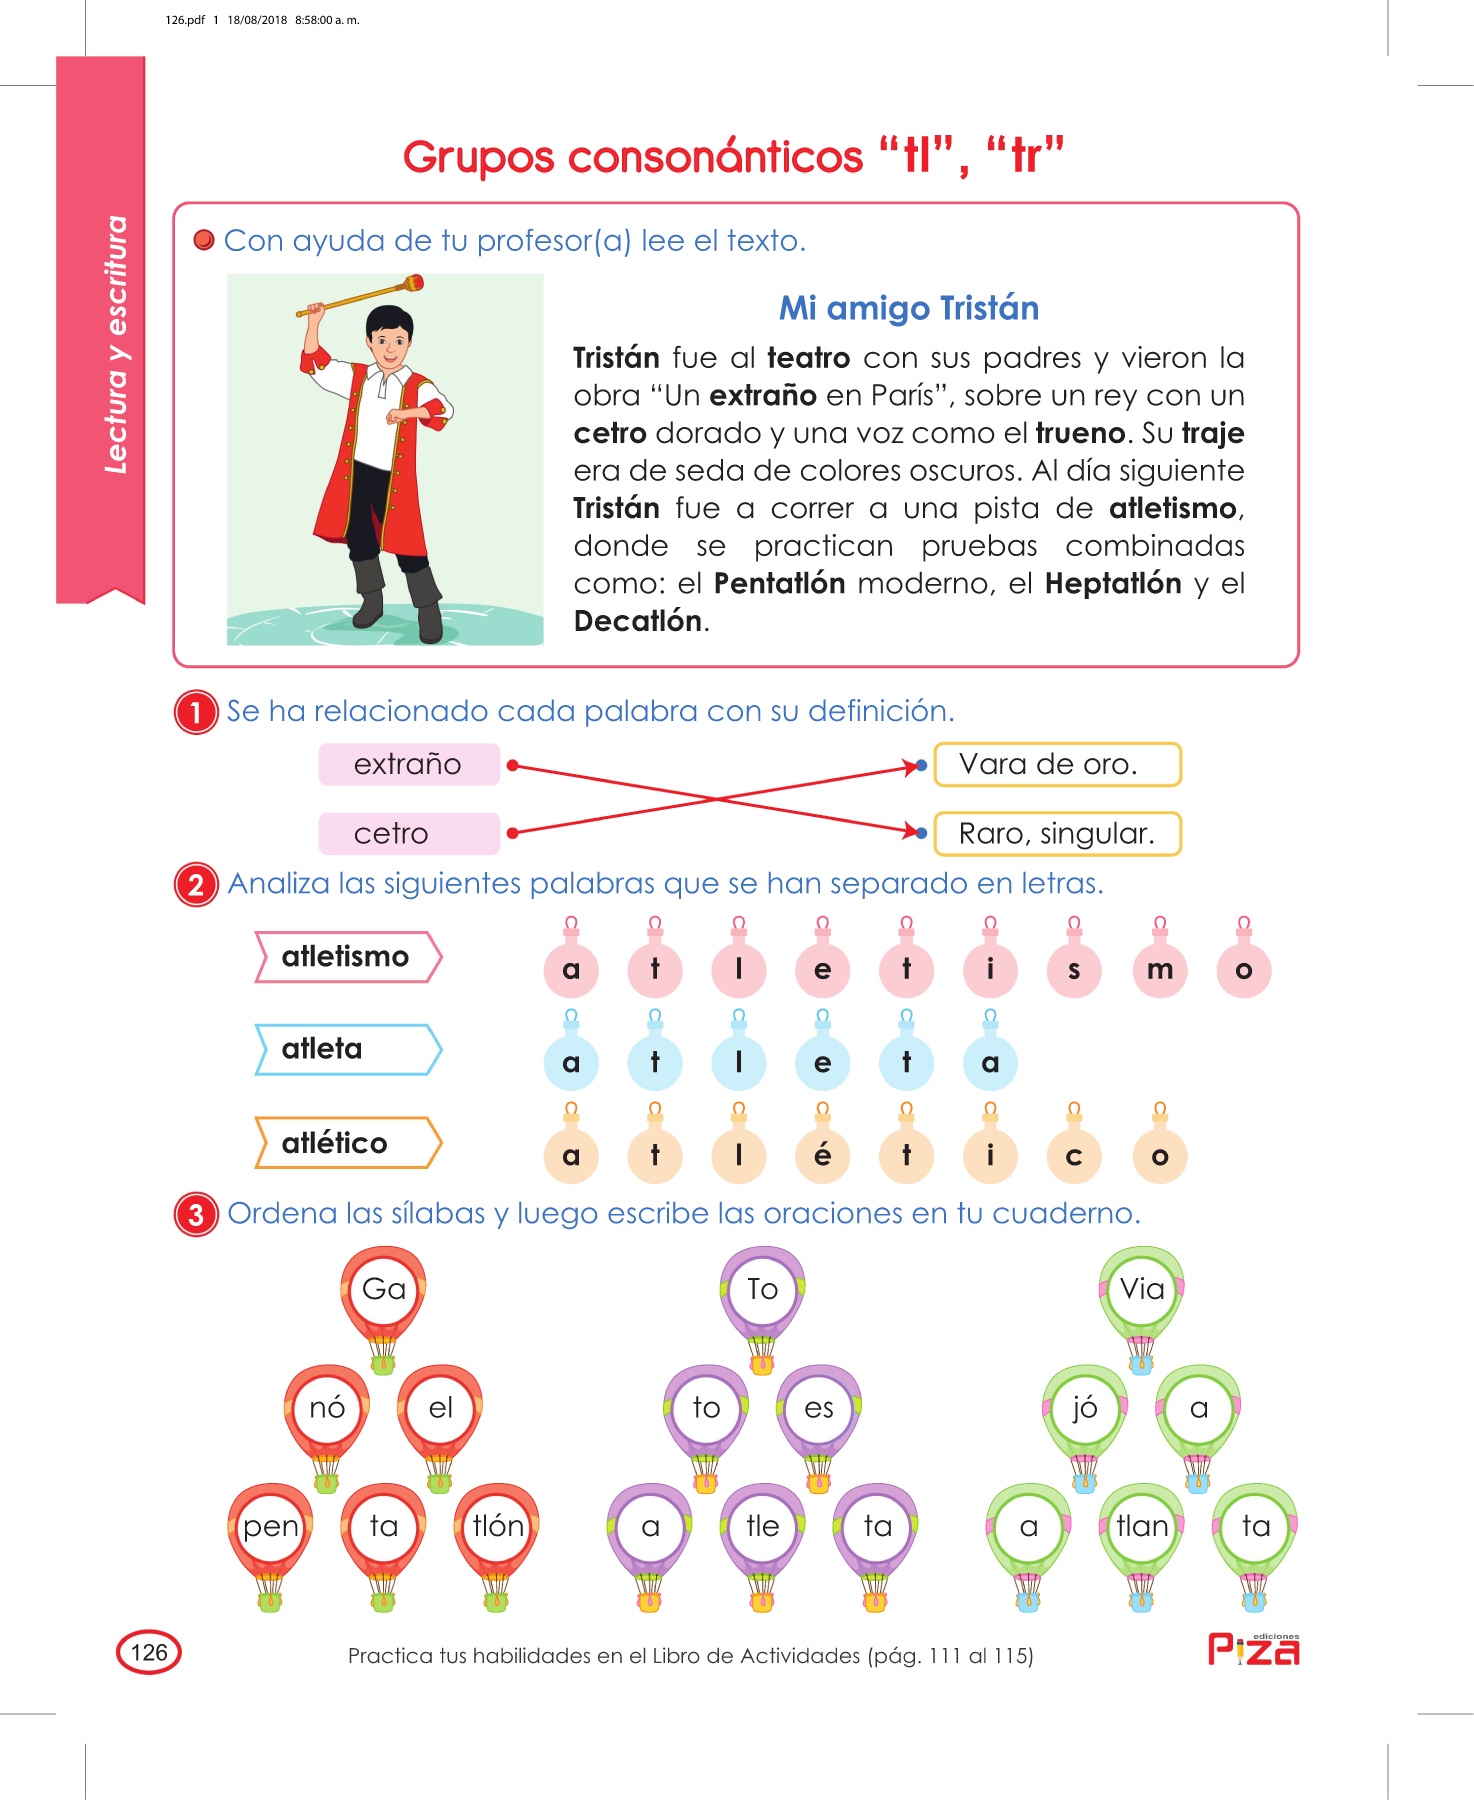 126.pdf 1 18/08/2018 8:58:00 a. m.
Lectura y escritura
Grupos consonánticos “tl”, “tr”
Con ayuda de tu profesor(a) lee el texto.
Mi amigo Tristán
Tristán fue al teatro con sus padres y vieron la
obra “Un extraño en París”, sobre un rey con un
cetro dorado y una voz como el trueno. Su traje
era de seda de colores oscuros. Al día siguiente
Tristán fue a correr a una pista de atletismo,
donde se practican pruebas combinadas
como: el Pentatlón moderno, el Heptatlón y el
Decatlón.
1 Se ha relacionado cada palabra con su definición.
extraño Vara de oro.
cetro Raro, singular.
2 Analiza las siguientes palabras que se han separado en letras.
atletismo a t l e t i s m o
atleta a t l e t a
atlético a t l é t i c o
3 Ordena las sílabas y luego escribe las oraciones en tu cuaderno.
Ga To Via
nó el to es jó a
pen ta tlón a tle ta a tlan ta
126
Practica tus habilidades en el Libro de Actividades (pág. 111 al 115)
ediciones
Piza